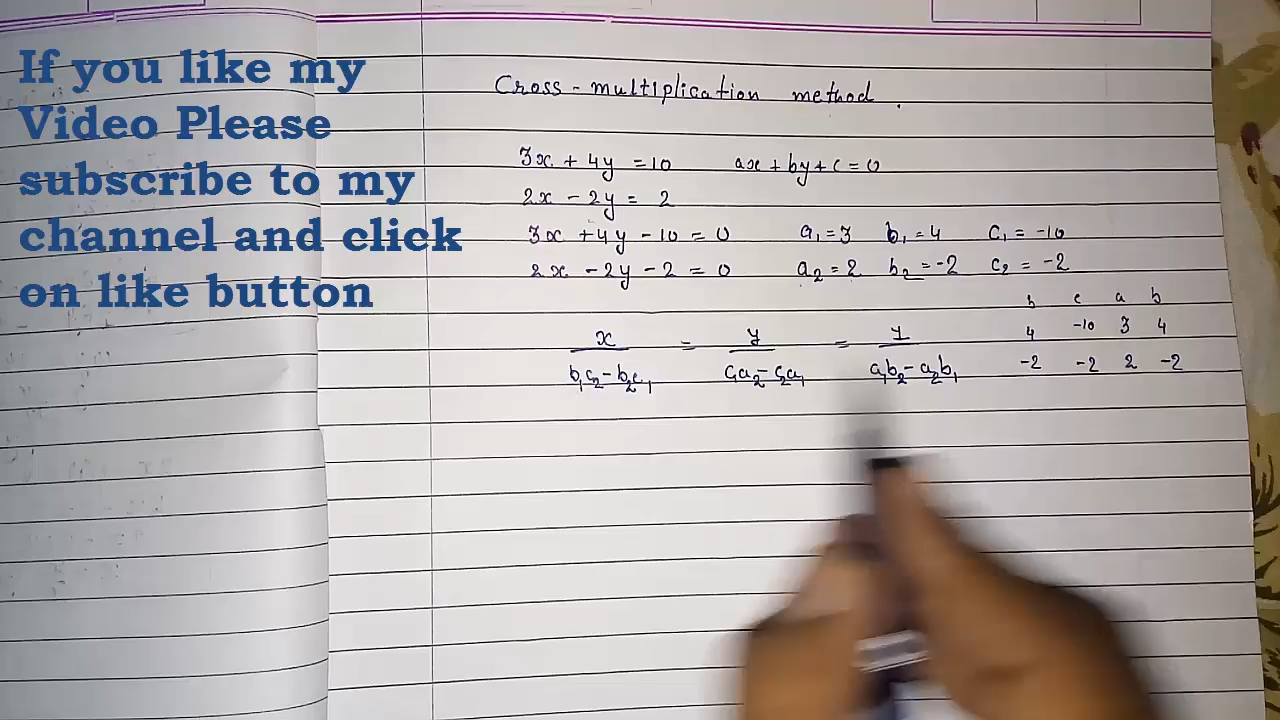 If you like my
Video Please
subscribe to my
channel and click
on like button
Cross-multiplication method.
3x + 4y = 10 ax + by + c = 0
2x - 2y = 2
3x + 4y - 10 = 0 a₁ = 3 b₁ = 4 c₁ = -10
2x - 2y - 2 = 0 a₂ = 2 b₂ = -2 c₂ = -2
b c a b
x = y = 1 4 -10 3 4
b₁c₂ - b₂c₁ c₁a₂ - c₂a₁ a₁b₂ - a₂b₁ -2 -2 2 -2